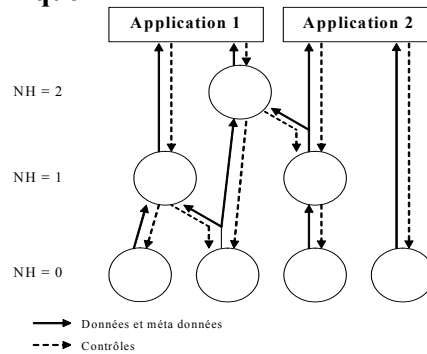 Application 1 Application 2
NH = 2
NH = 1
NH = 0
Données et méta données
Contrôles